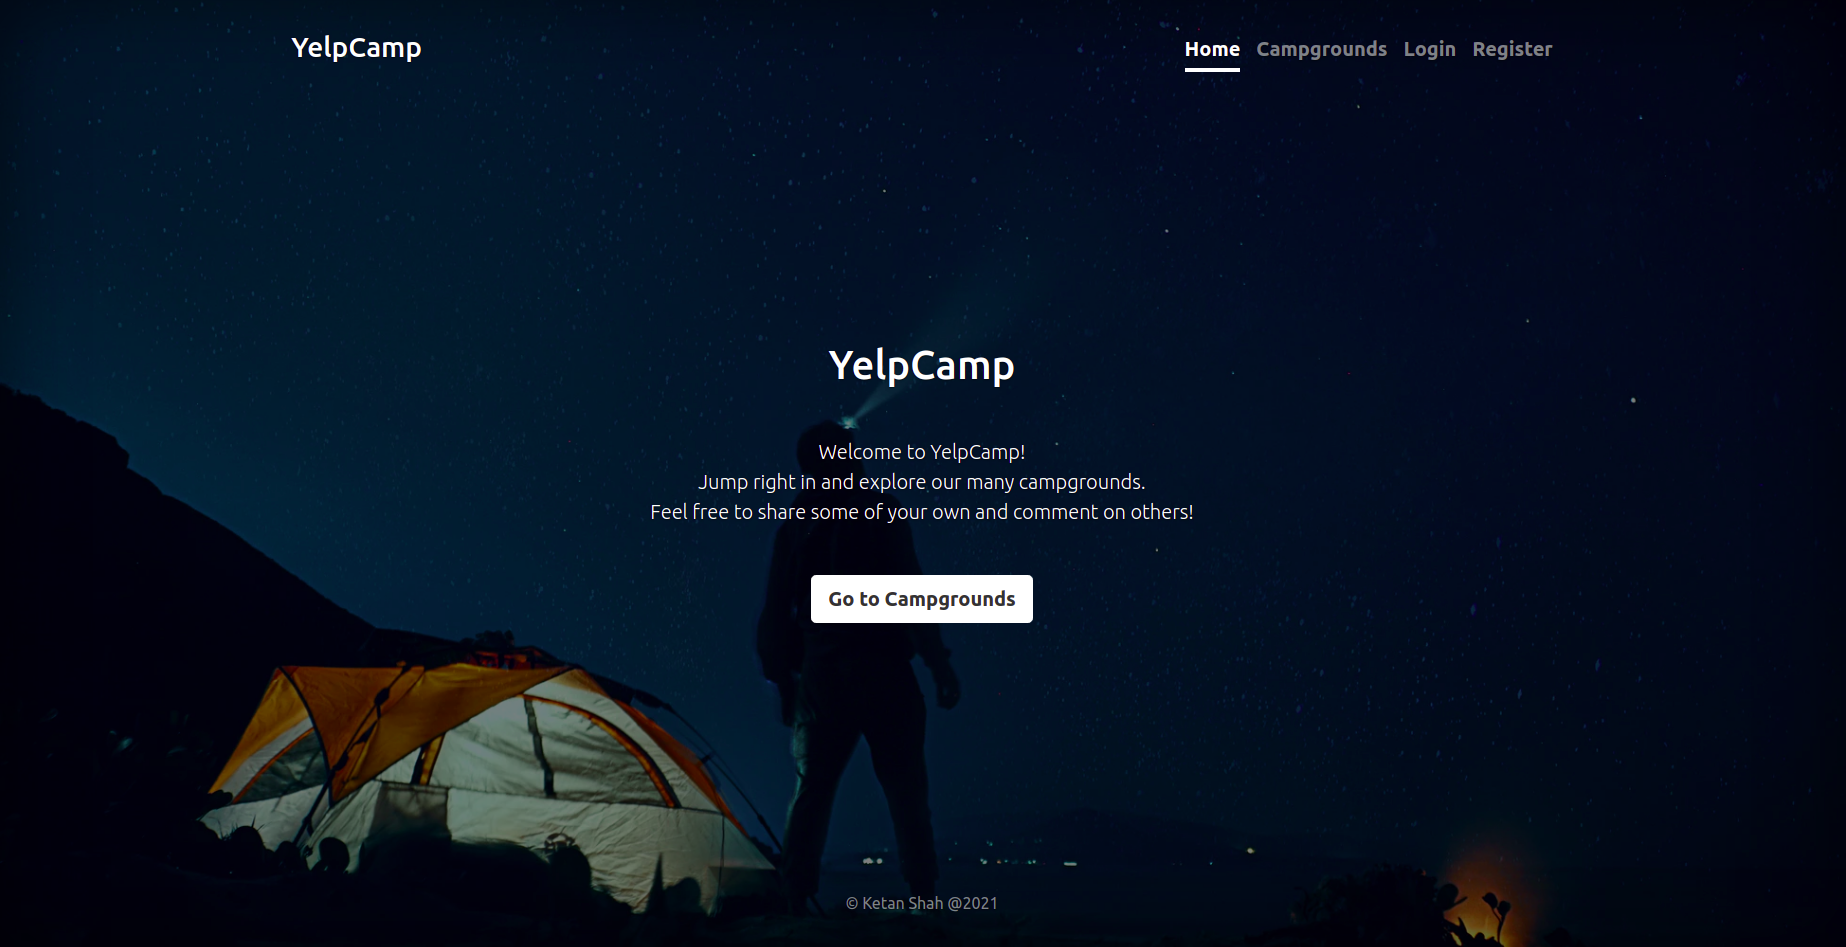 YelpCamp
Home Campgrounds Login Register
YelpCamp
Welcome to YelpCamp!
Jump right in and explore our many campgrounds.
Feel free to share some of your own and comment on others!
Go to Campgrounds
© Ketan Shah @2021